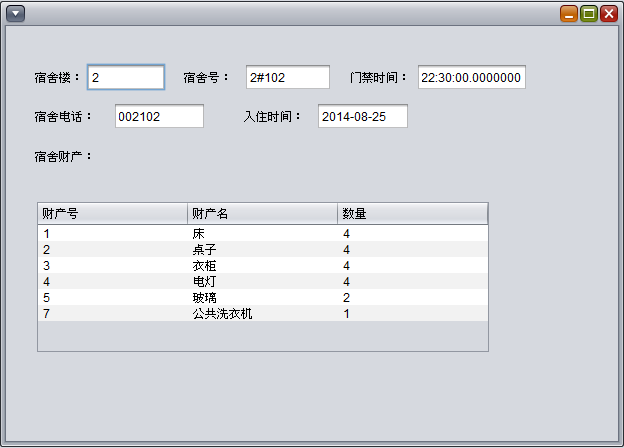 宿舍楼： 2 宿舍号： 2#102 门禁时间： 22:30:00.0000000
宿舍电话： 002102 入住时间： 2014-08-25
宿舍财产：
财产号 财产名 数量
1 床 4
2 桌子 4
3 衣柜 4
4 电灯 4
5 玻璃 2
7 公共洗衣机 1